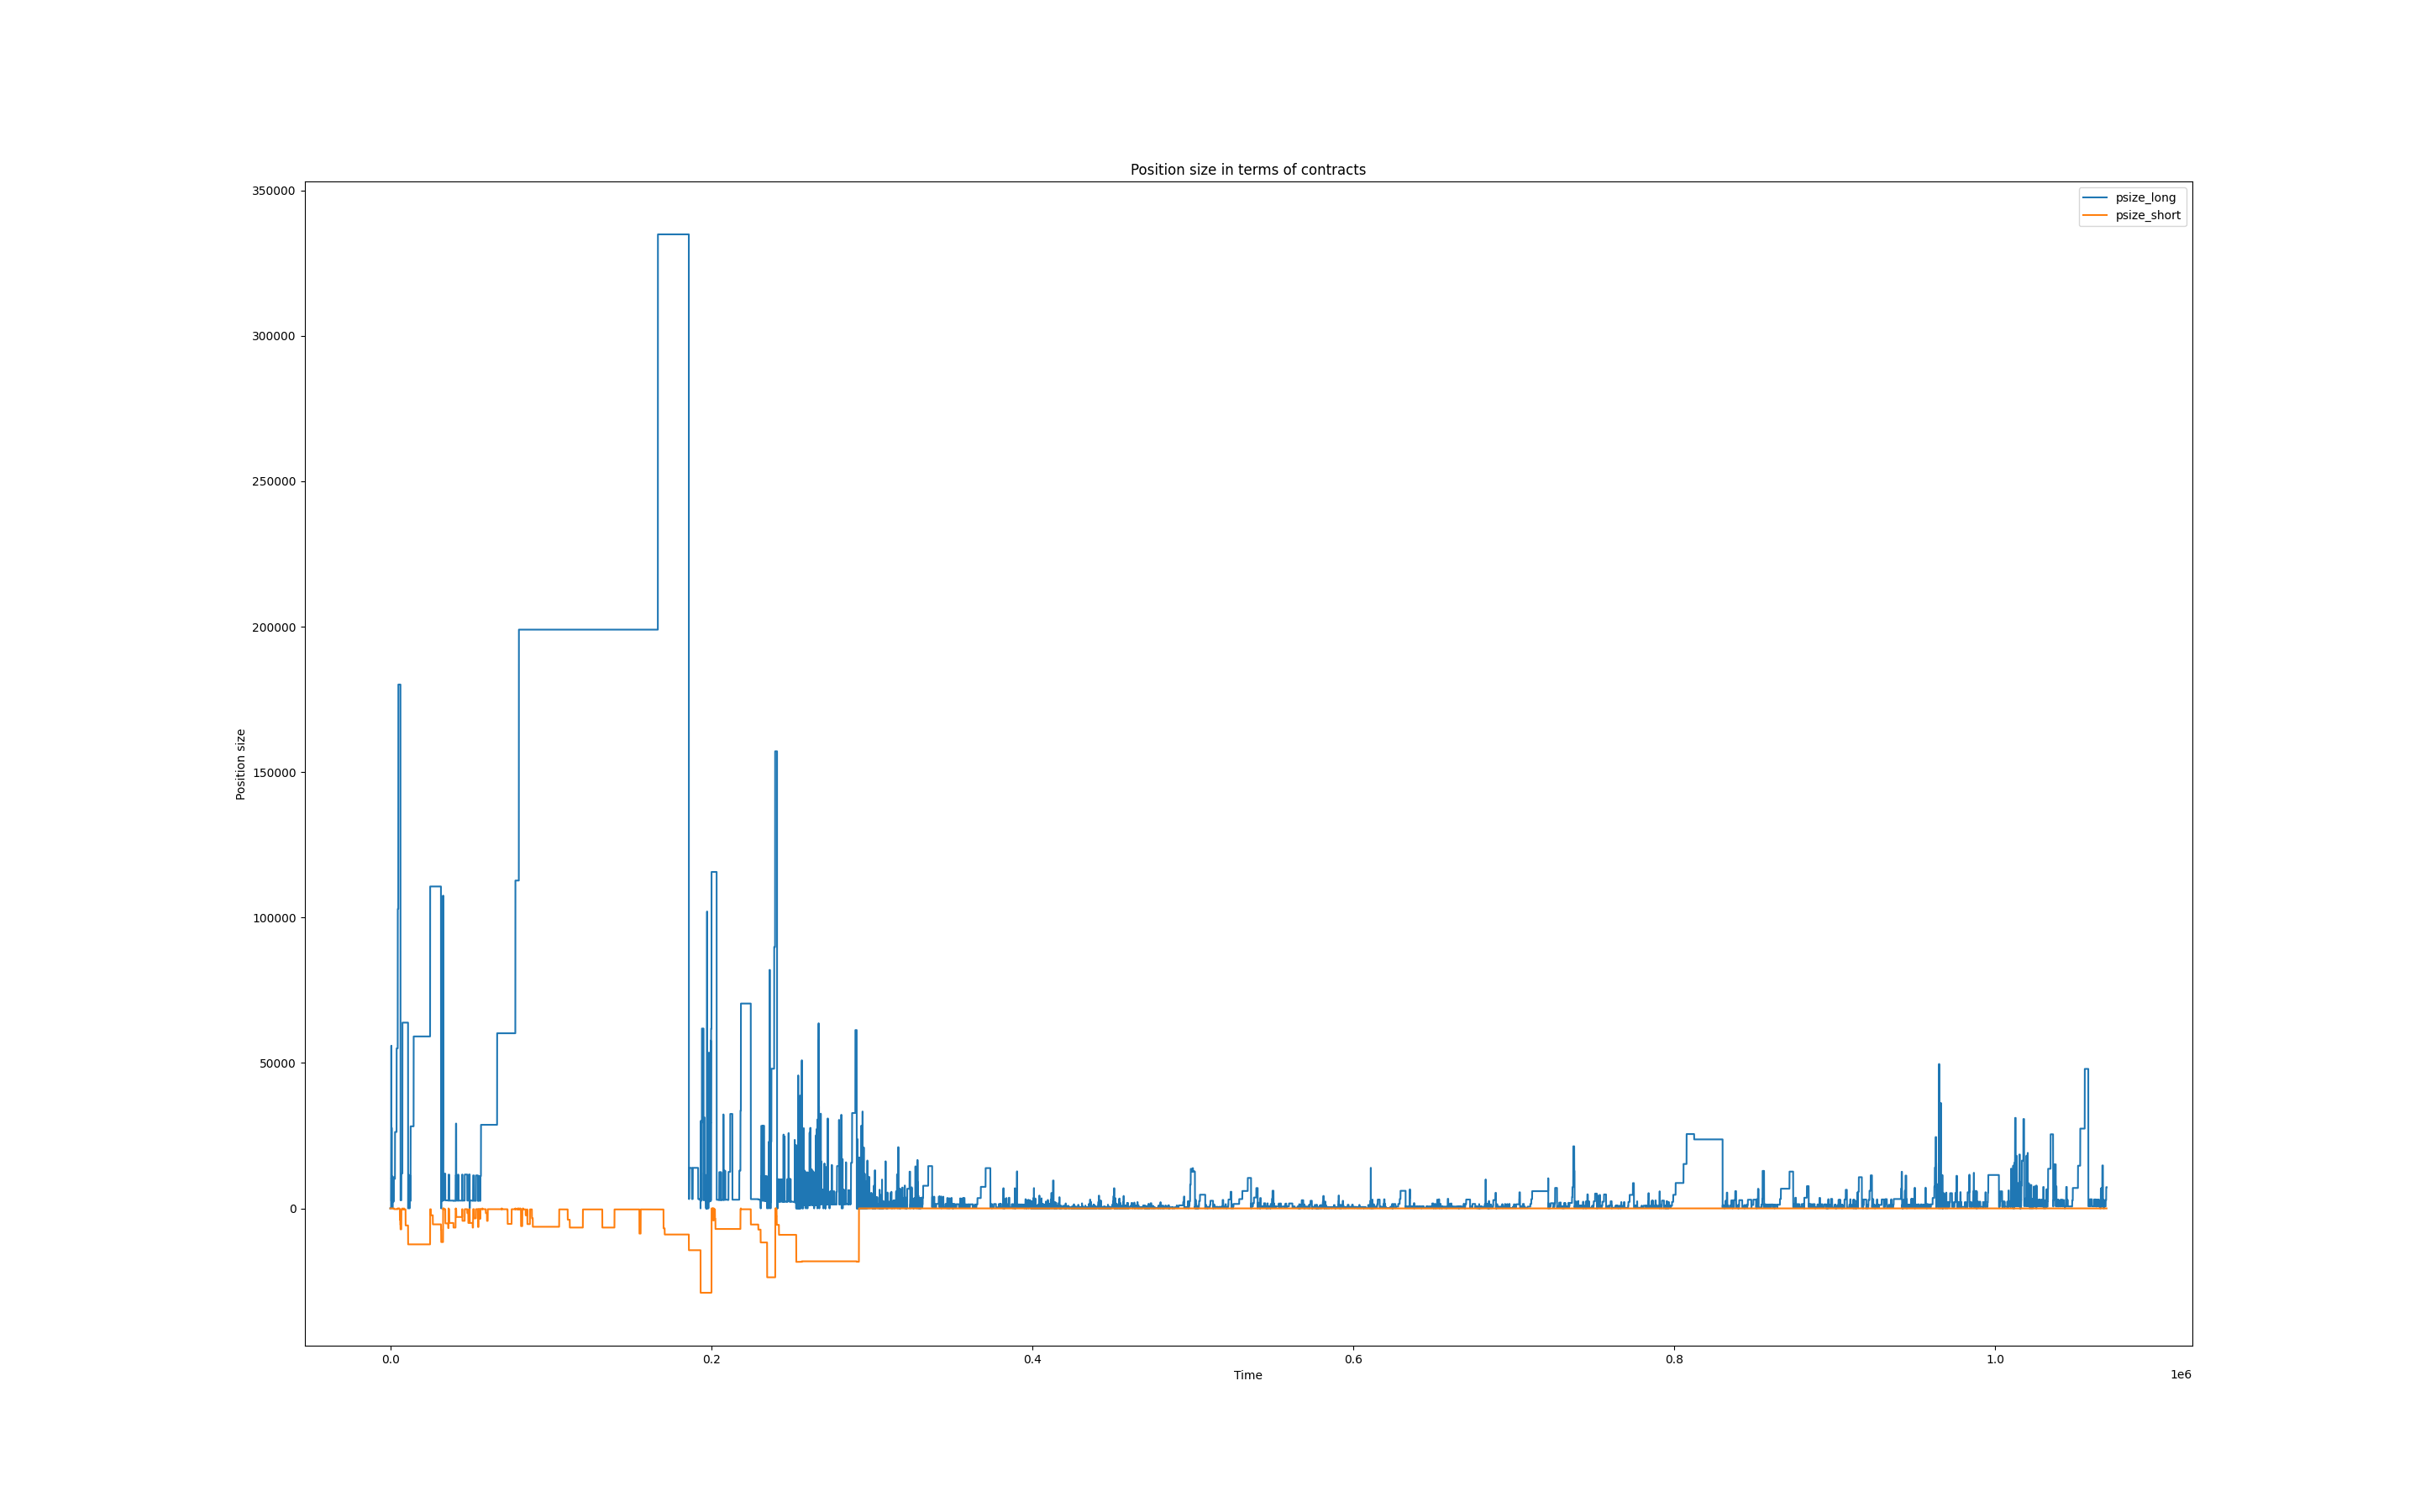 Position size in terms of contracts
psize_long
psize_short
350000
300000
250000
200000
150000
100000
50000
0
Position size
0.0
0.2
0.4
0.6
0.8
1.0
1e6
Time